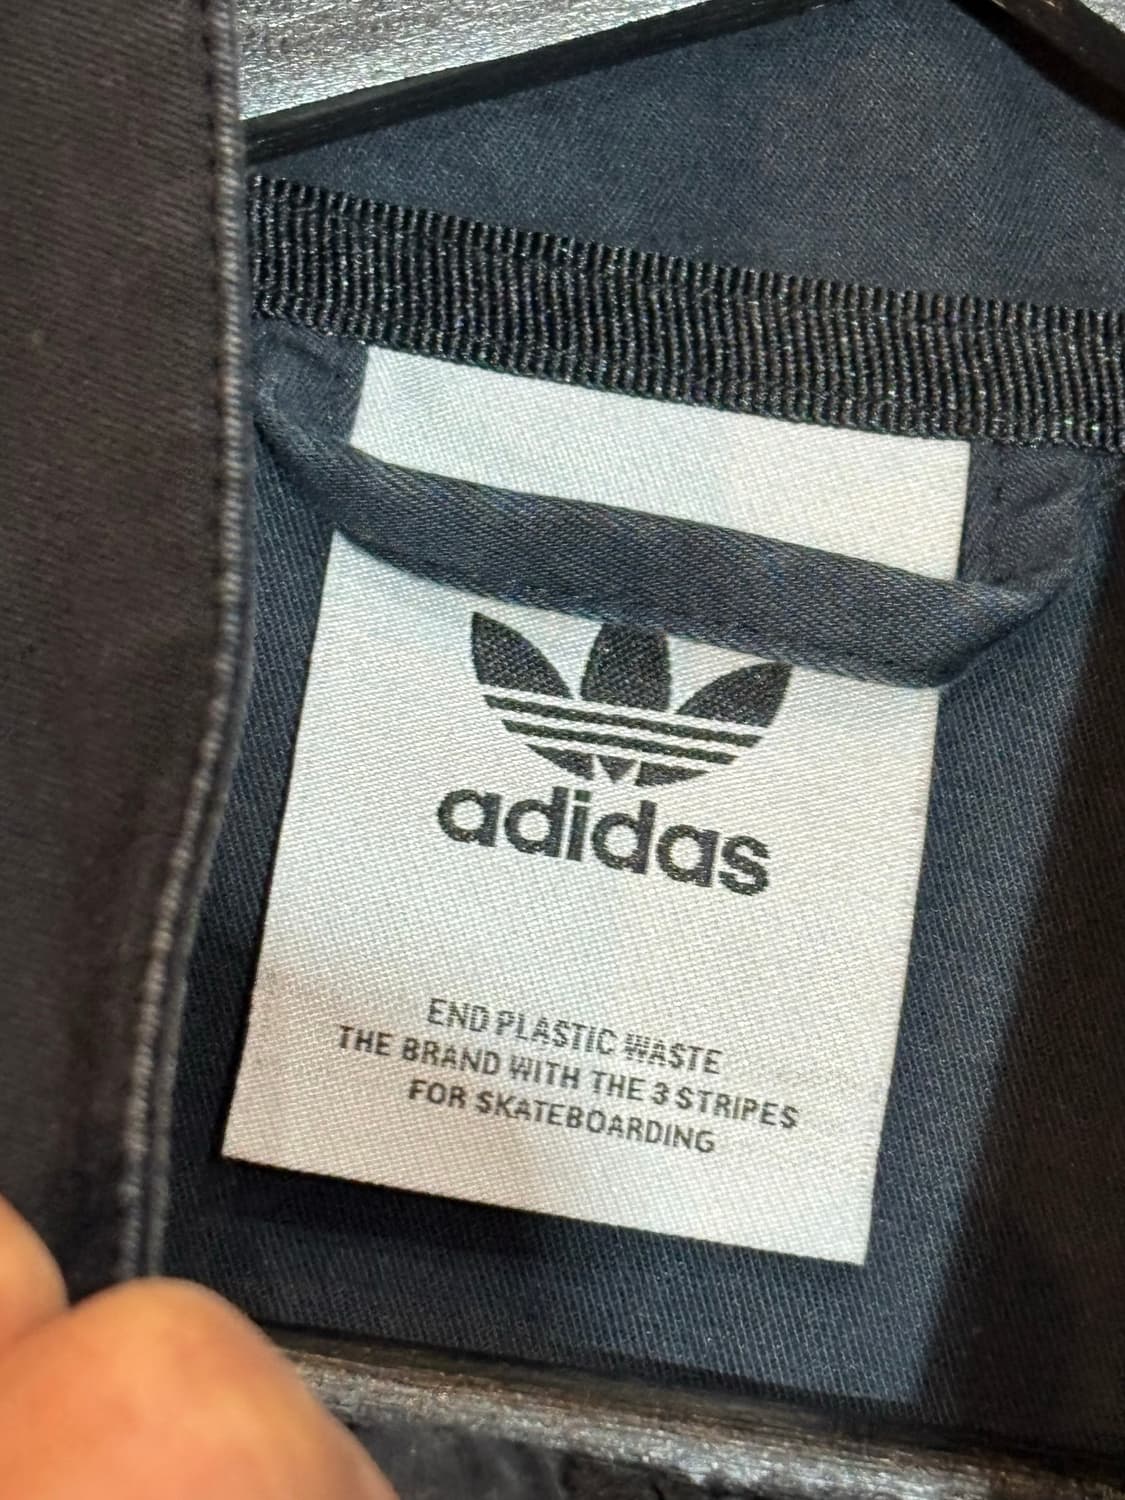 adidas
END PLASTIC WASTE
THE BRAND WITH THE 3 STRIPES
FOR SKATEBOARDING